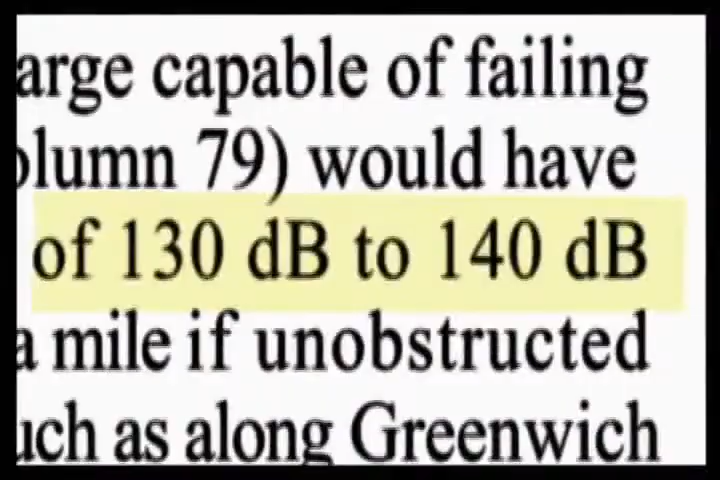 arge capable of failing
olumn 79) would have
of 130 dB to 140 dB
a mile if unobstructed
uch as along Greenwich